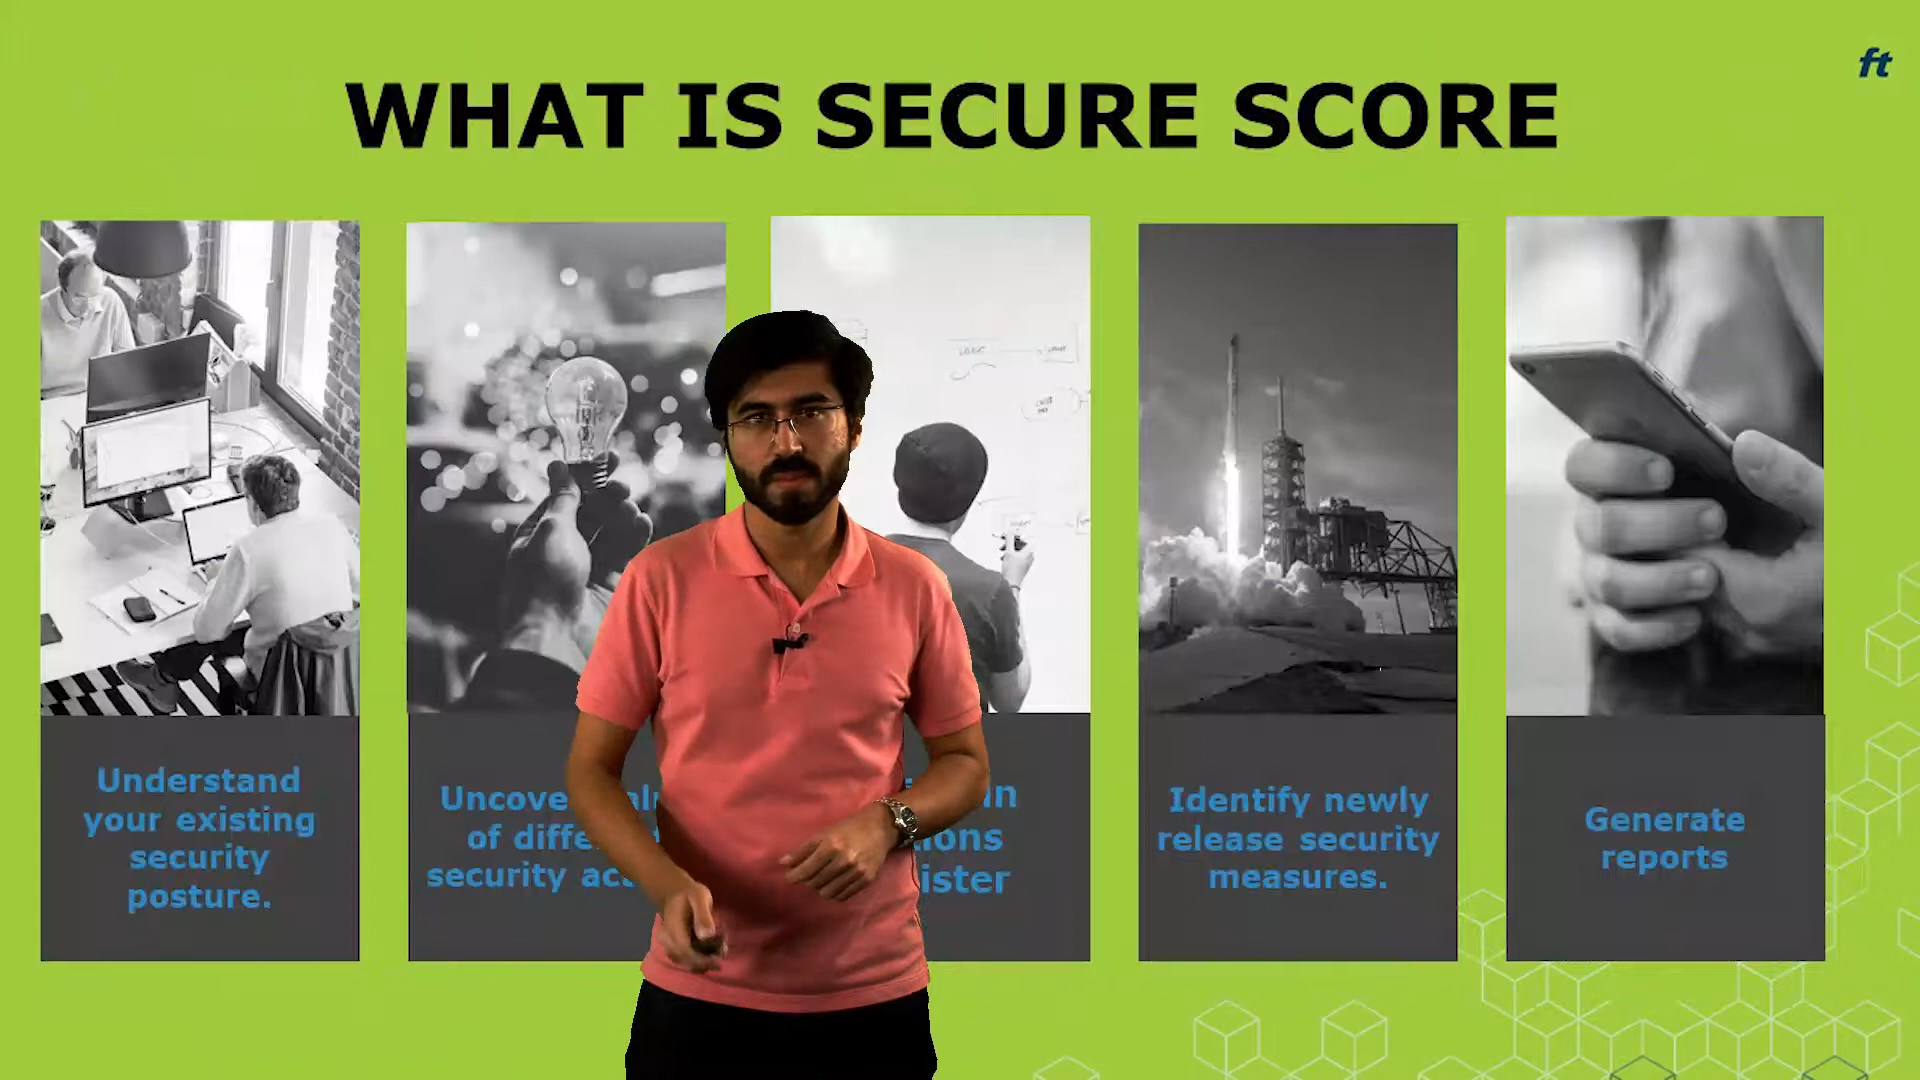 ft
WHAT IS SECURE SCORE
Understand
your existing
security
posture.
Uncove
of diffe
security ac
ister
Identify newly
release security
measures.
Generate
reports